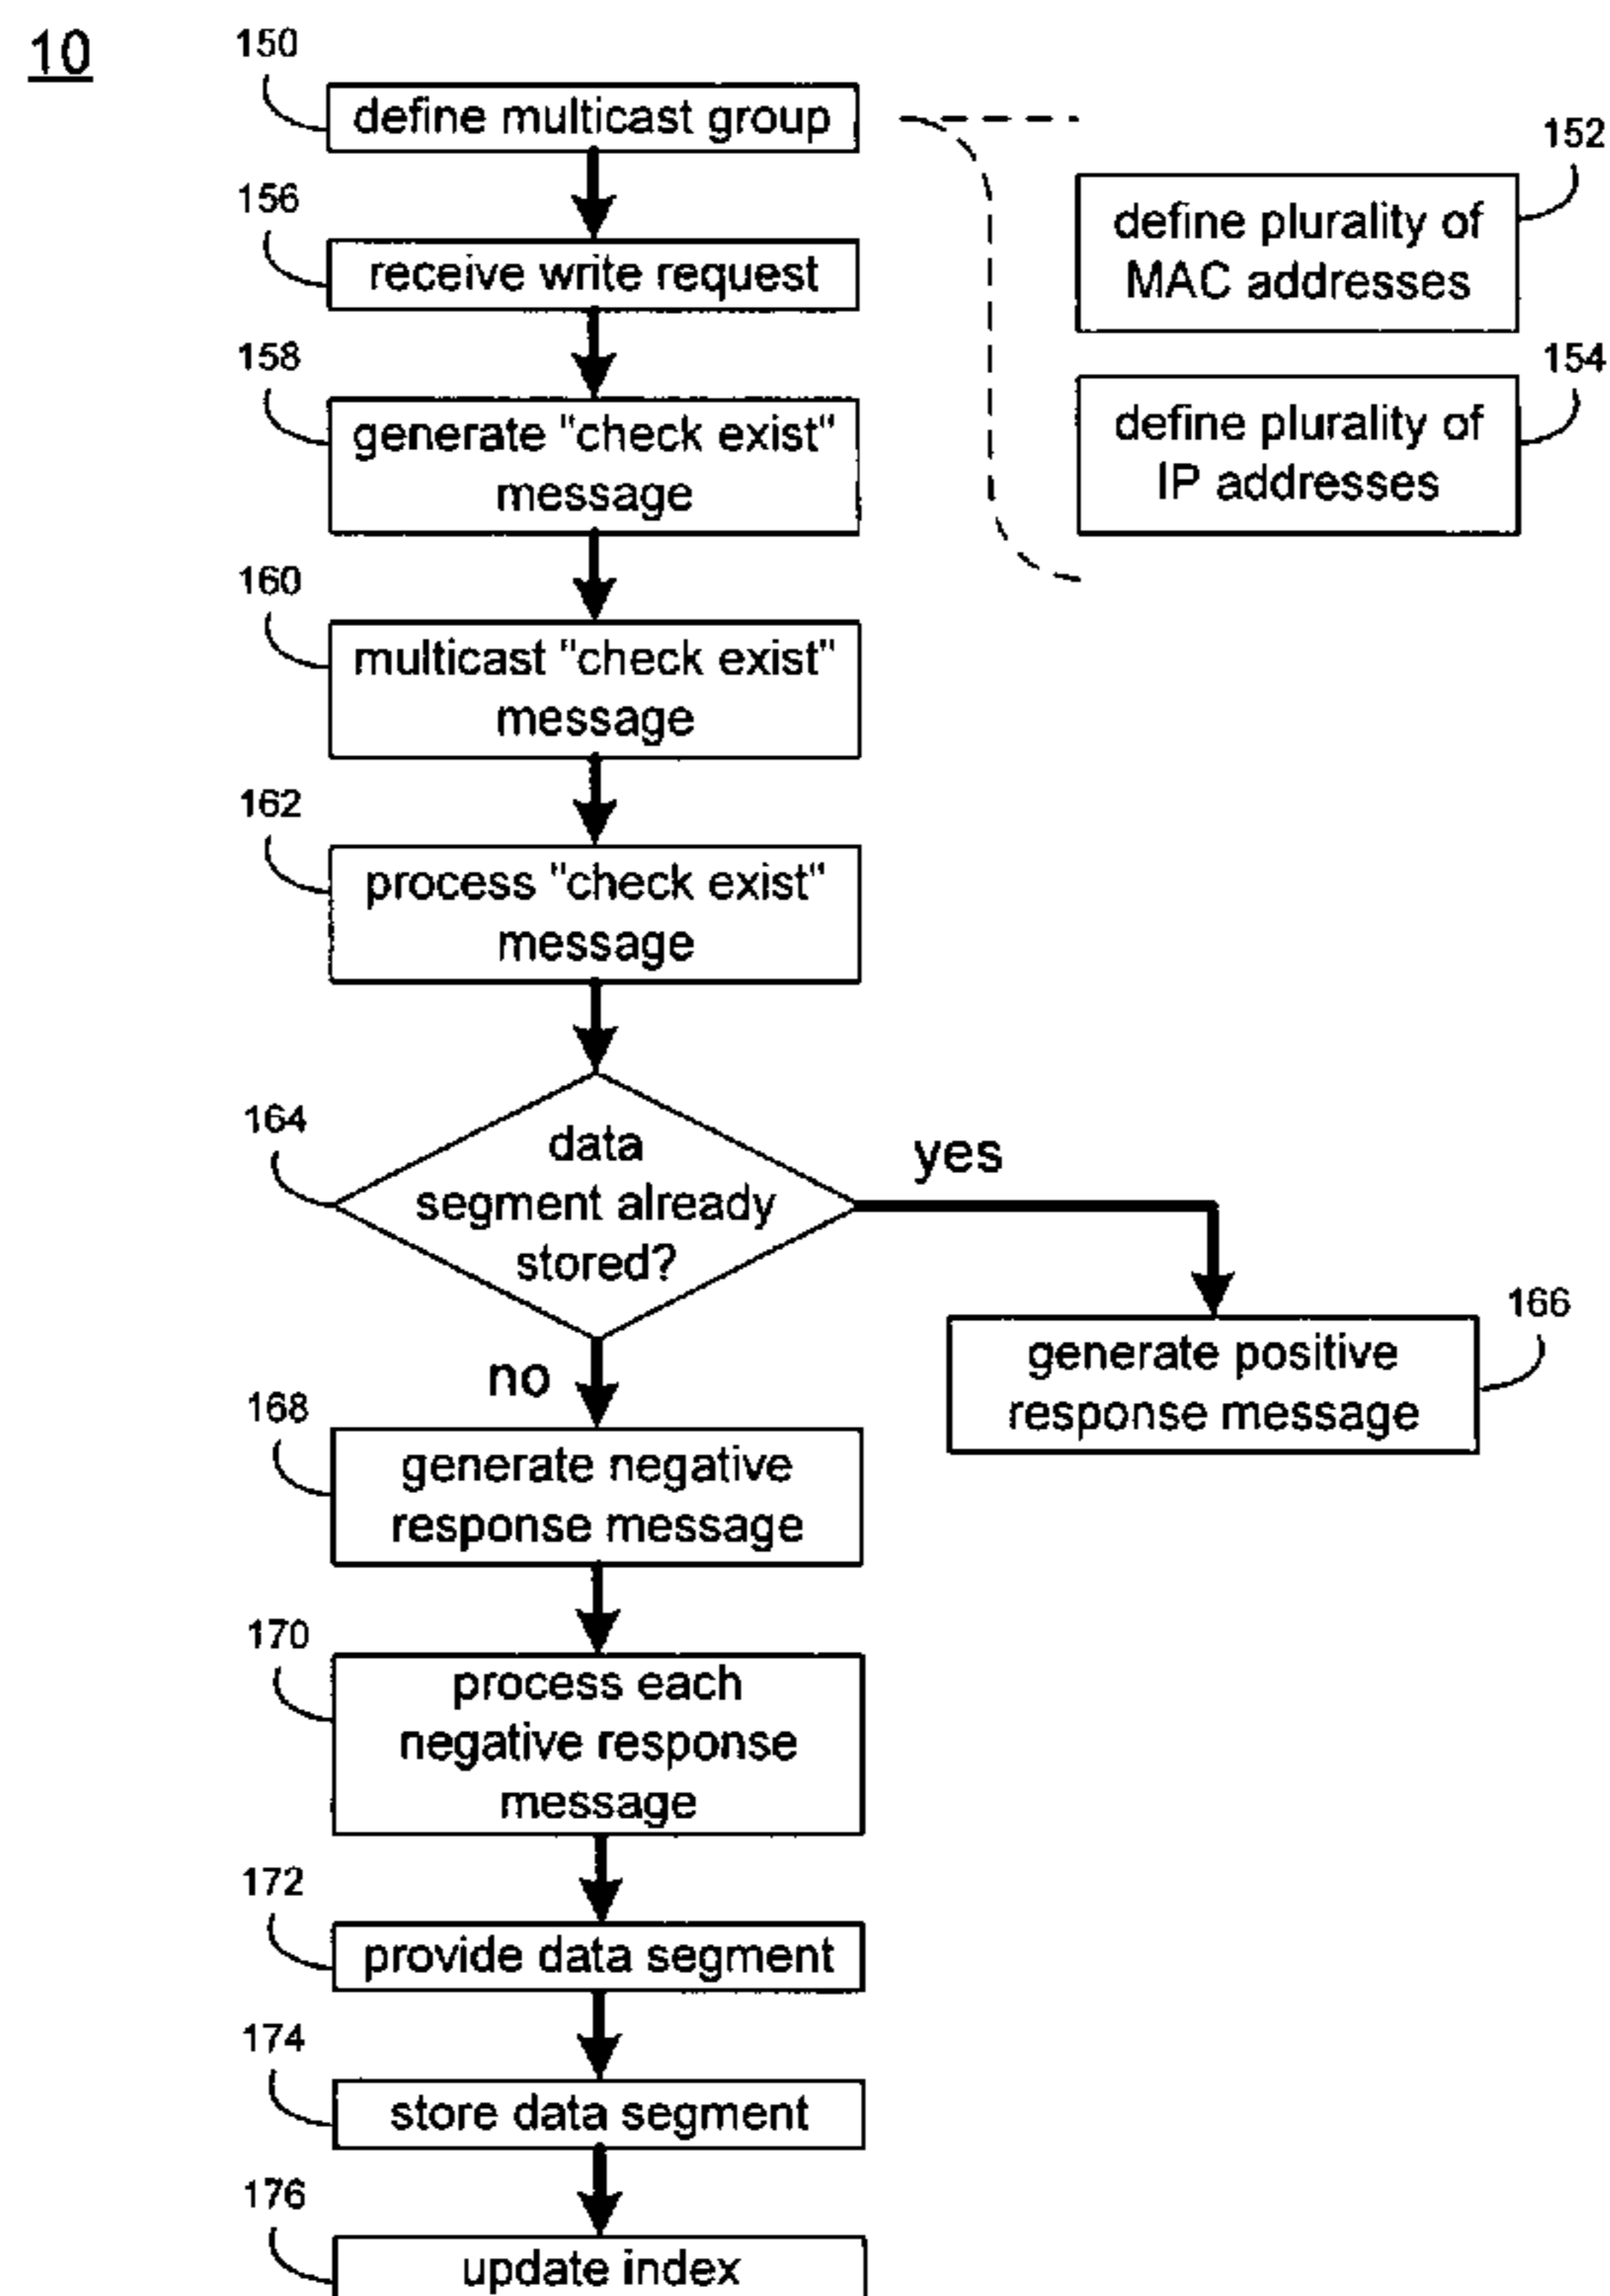 10
150
define multicast group
152
define plurality of
MAC addresses
154
define plurality of
IP addresses
156
receive write request
158
generate "check exist"
message
160
multicast "check exist"
message
162
process "check exist"
message
164
data
segment already
stored?
yes
166
generate positive
response message
no
168
generate negative
response message
170
process each
negative response
message
172
provide data segment
174
store data segment
176
update index